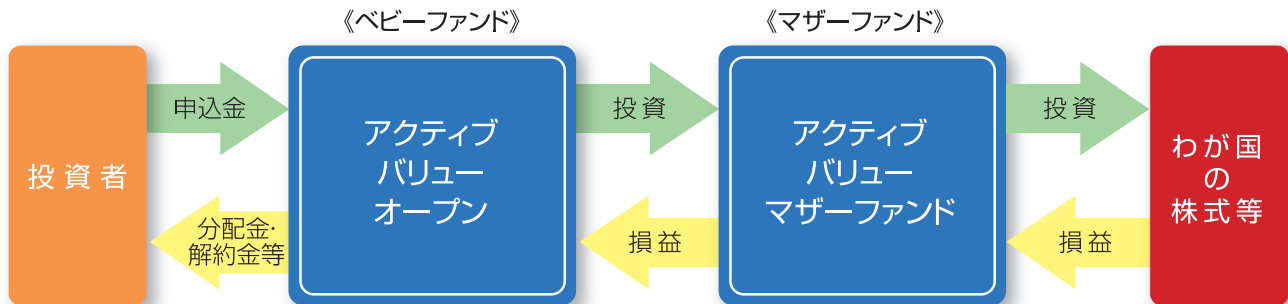 《ベビーファンド》
《マザーファンド》
投資者
申込金
分配金・
解約金等
アクティブ
バリュー
オープン
投資
損益
アクティブ
バリュー
マザーファンド
投資
損益
わが国
の
株式等